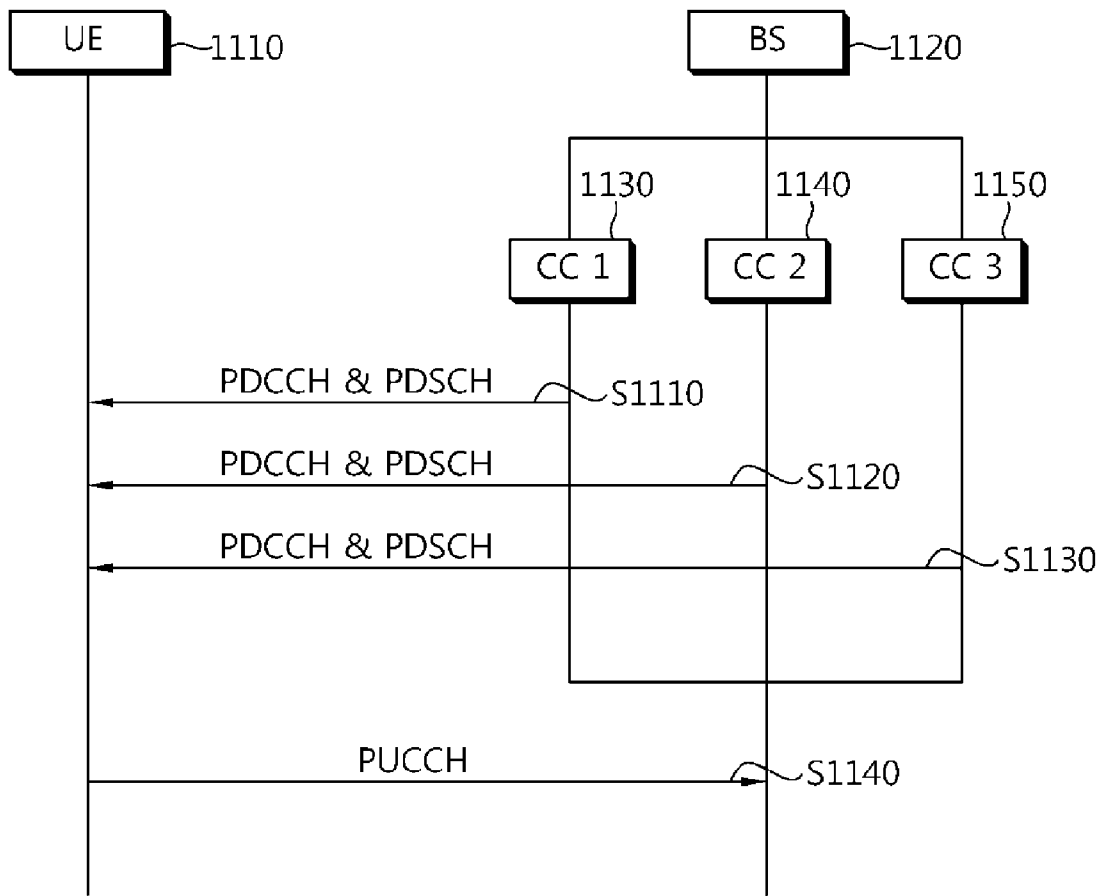 UE 1110 BS 1120
1130 1140 1150
CC 1 CC 2 CC 3
PDCCH & PDSCH S1110
PDCCH & PDSCH S1120
PDCCH & PDSCH S1130
PUCCH S1140